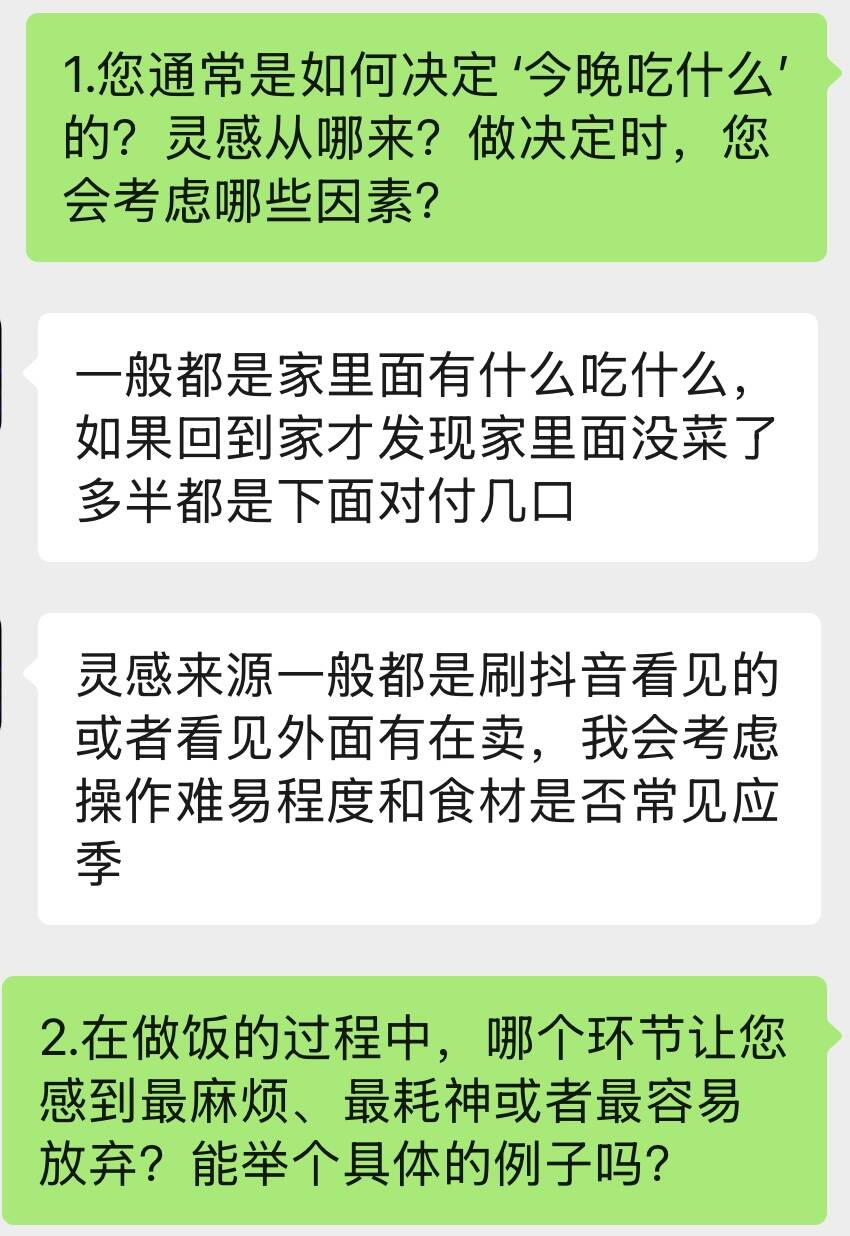 1.您通常是如何决定 ‘今晚吃什么’
的？灵感从哪来？做决定时，您
会考虑哪些因素？
一般都是家里面有什么吃什么，
如果回到家才发现家里面没菜了
多半都是下面对付几口
灵感来源一般都是刷抖音看见的
或者看见外面有在卖，我会考虑
操作难易程度和食材是否常见应
季
2.在做饭的过程中，哪个环节让您
感到最麻烦、最耗神或者最容易
放弃？能举个具体的例子吗？